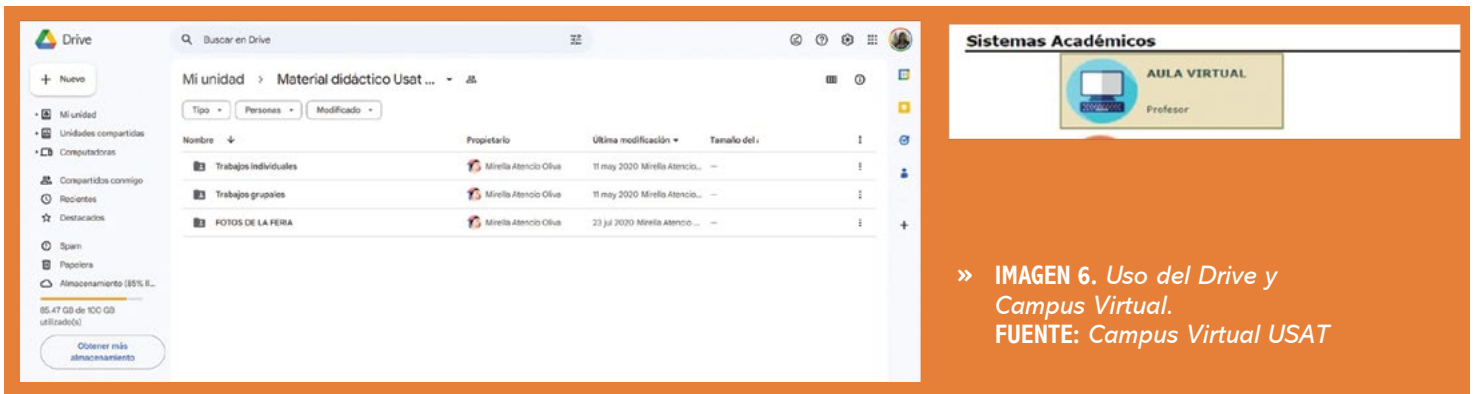 Drive
Buscar en Drive
Nuevo
Mi unidad > Material didáctico Usat ...
Tipo Personas Modificado
Mi unidad
Unidades compartidas
Computadoras
Compartidos conmigo
Recientes
Destacados
Spam
Papelera
Almacenamiento (85% ll...
85.47 GB de 100 GB
utilizado(s)
Obtener más
almacenamiento
Nombre Propietario Última modificación Tamaño del
Trabajos individuales Mirella Atencio Oliva 11 may 2020 Mirella Atencio... —
Trabajos grupales Mirella Atencio Oliva 11 may 2020 Mirella Atencio... —
FOTOS DE LA FERIA Mirella Atencio Oliva 23 jul 2020 Mirella Atencio ... —
Sistemas Académicos
AULA VIRTUAL
Profesor
» IMAGEN 6. Uso del Drive y
Campus Virtual.
FUENTE: Campus Virtual USAT